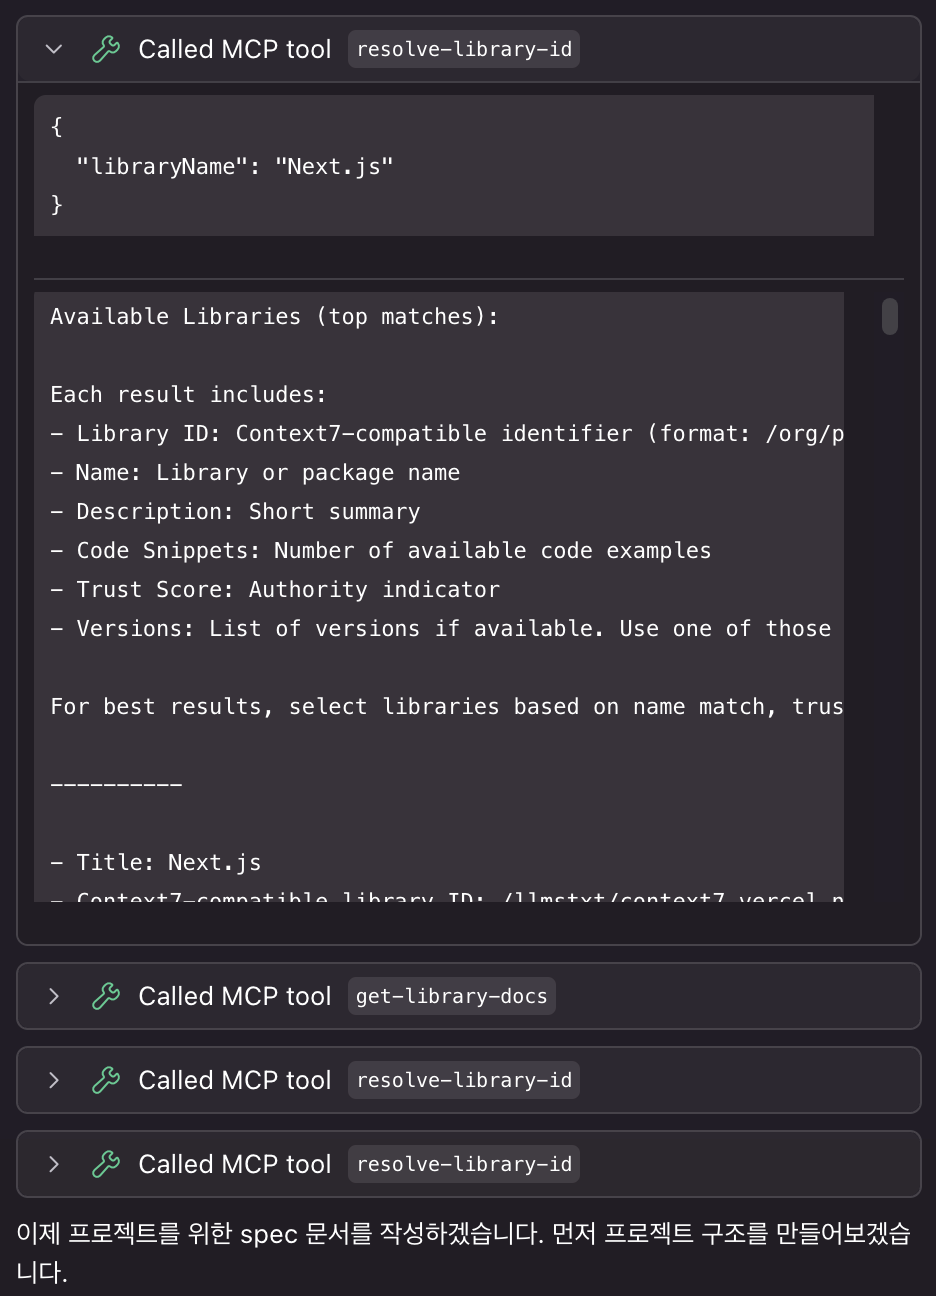 Called MCP tool resolve-library-id
{
"libraryName": "Next.js"
}
Available Libraries (top matches):
Each result includes:
- Library ID: Context7-compatible identifier (format: /org/p
- Name: Library or package name
- Description: Short summary
- Code Snippets: Number of available code examples
- Trust Score: Authority indicator
- Versions: List of versions if available. Use one of those
For best results, select libraries based on name match, trus
----------
- Title: Next.js
- Context7-compatible library ID: /llmstxt/context7_vercel_n
Called MCP tool get-library-docs
Called MCP tool resolve-library-id
Called MCP tool resolve-library-id
이제 프로젝트를 위한 spec 문서를 작성하겠습니다. 먼저 프로젝트 구조를 만들어보겠습
니다.